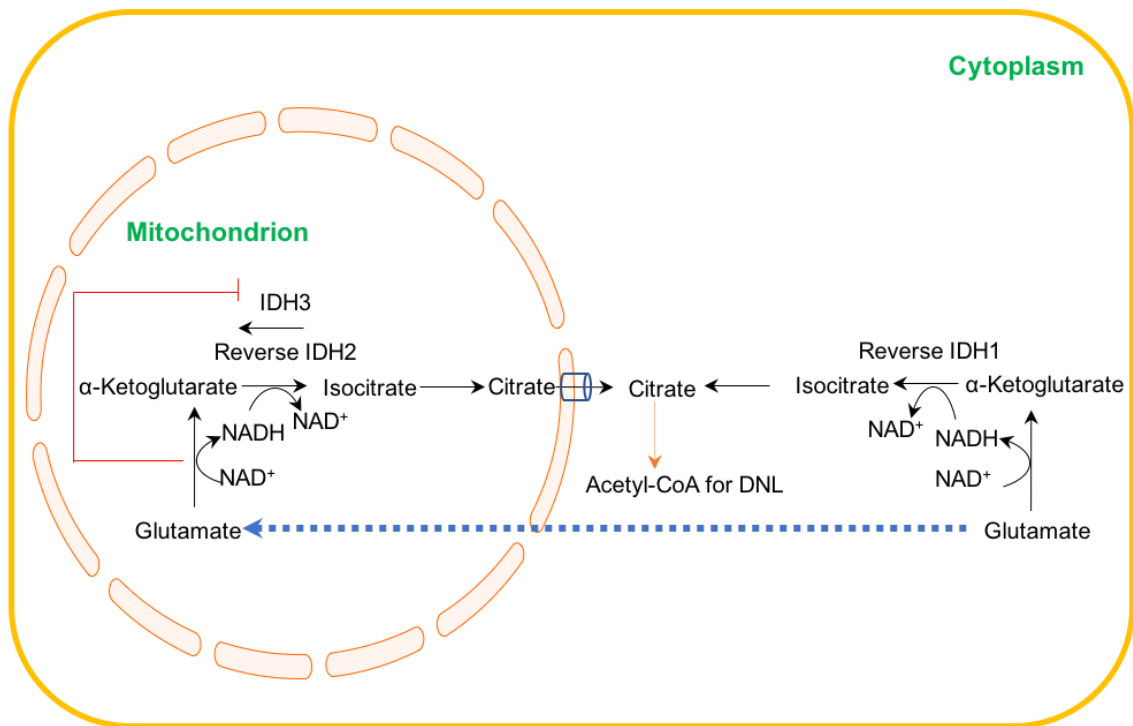 Cytoplasm
Mitochondrion
IDH3
Reverse IDH2
α-Ketoglutarate
Isocitrate
Citrate
NADH
NAD⁺
NAD⁺
Glutamate
Citrate
Acetyl-CoA for DNL
Reverse IDH1
Isocitrate
α-Ketoglutarate
NAD⁺
NADH
NAD⁺
Glutamate